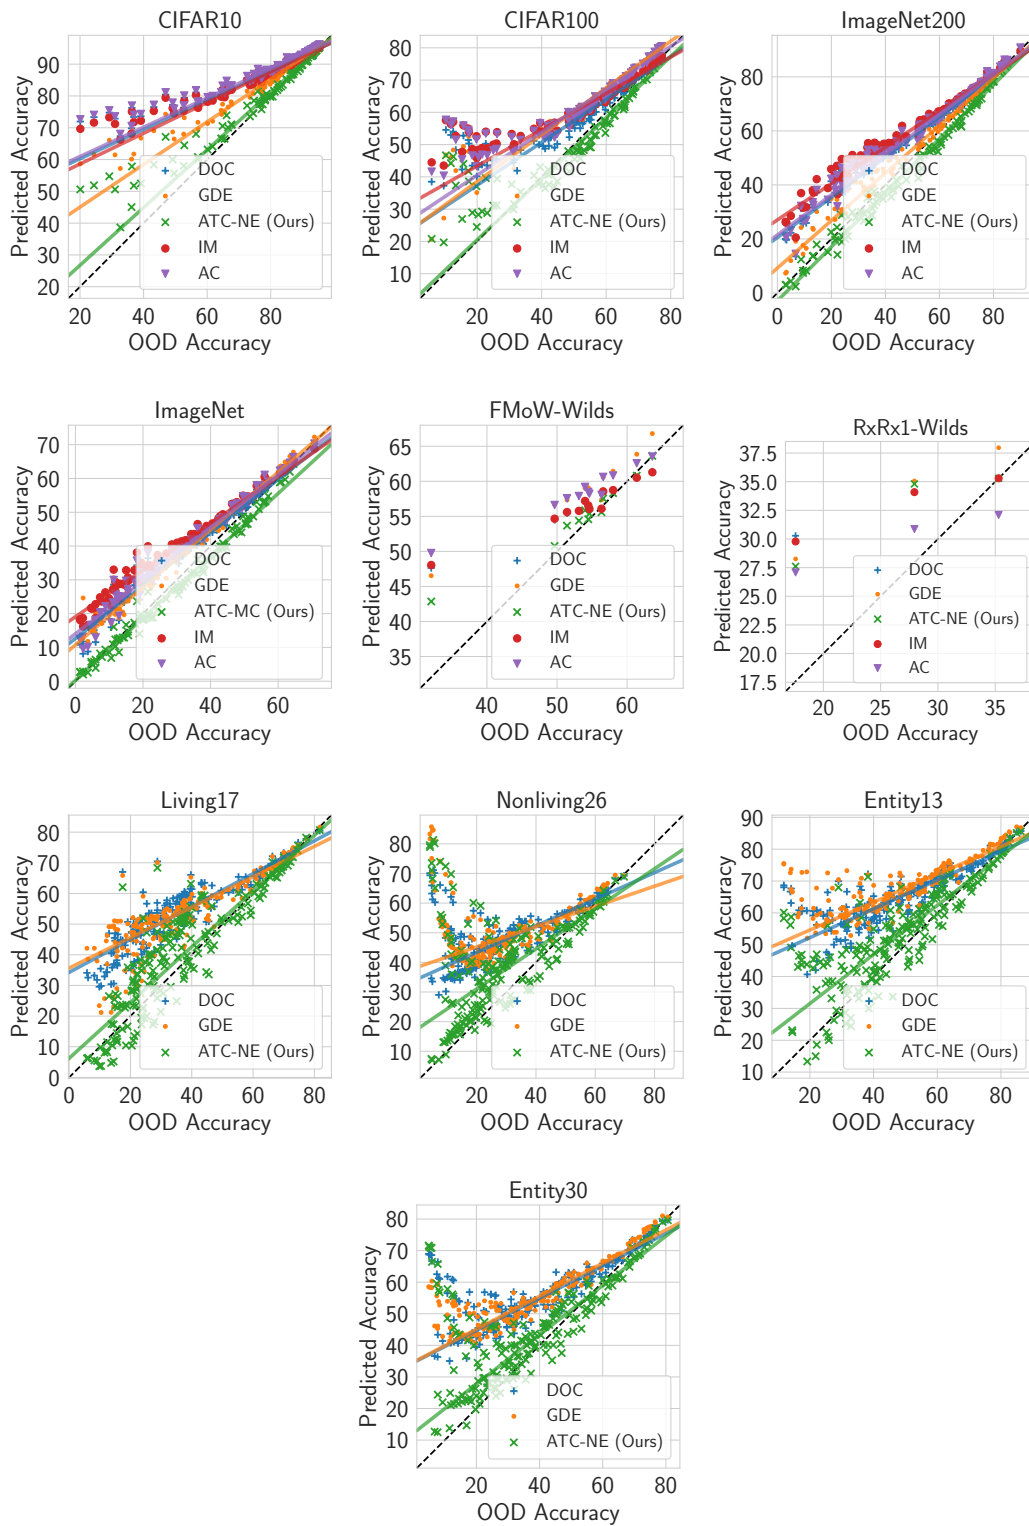 CIFAR10
90
80
70
60
50
40
30
20
Predicted Accuracy
DOC
GDE
ATC-NE (Ours)
IM
AC
20 40 60 80
OOD Accuracy
CIFAR100
80
70
60
50
40
30
20
10
Predicted Accuracy
DOC
GDE
ATC-NE (Ours)
IM
AC
20 40 60 80
OOD Accuracy
ImageNet200
80
60
40
20
0
Predicted Accuracy
DOC
GDE
ATC-NE (Ours)
IM
AC
0 20 40 60 80
OOD Accuracy
ImageNet
70
60
50
40
30
20
10
0
Predicted Accuracy
DOC
GDE
ATC-MC (Ours)
IM
AC
0 20 40 60
OOD Accuracy
FMoW-Wilds
65
60
55
50
45
40
35
Predicted Accuracy
DOC
GDE
ATC-NE (Ours)
IM
AC
40 50 60
OOD Accuracy
RxRx1-Wilds
37.5
35.0
32.5
30.0
27.5
25.0
22.5
20.0
17.5
Predicted Accuracy
DOC
GDE
ATC-NE (Ours)
IM
AC
20 25 30 35
OOD Accuracy
Living17
80
70
60
50
40
30
20
10
0
Predicted Accuracy
DOC
GDE
ATC-NE (Ours)
0 20 40 60 80
OOD Accuracy
Nonliving26
80
70
60
50
40
30
20
10
Predicted Accuracy
DOC
GDE
ATC-NE (Ours)
20 40 60 80
OOD Accuracy
Entity13
90
80
70
60
50
40
30
20
10
Predicted Accuracy
DOC
GDE
ATC-NE (Ours)
20 40 60 80
OOD Accuracy
Entity30
80
70
60
50
40
30
20
10
Predicted Accuracy
DOC
GDE
ATC-NE (Ours)
20 40 60 80
OOD Accuracy